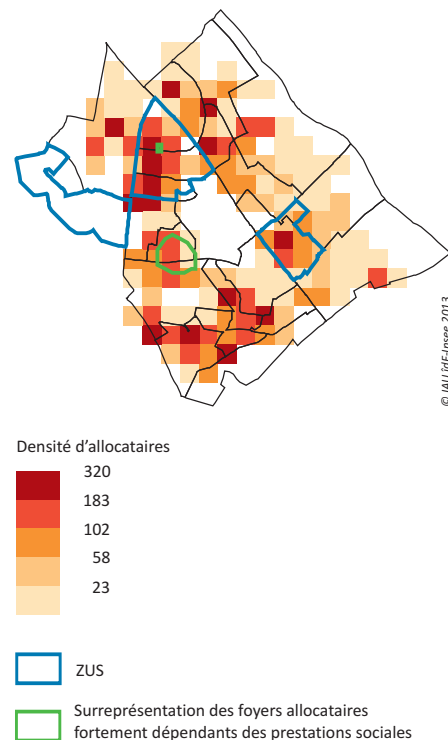 © IAU îdF-Insee 2013
Densité d'allocataires
320
183
102
58
23
ZUS
Surreprésentation des foyers allocataires
fortement dépendants des prestations sociales